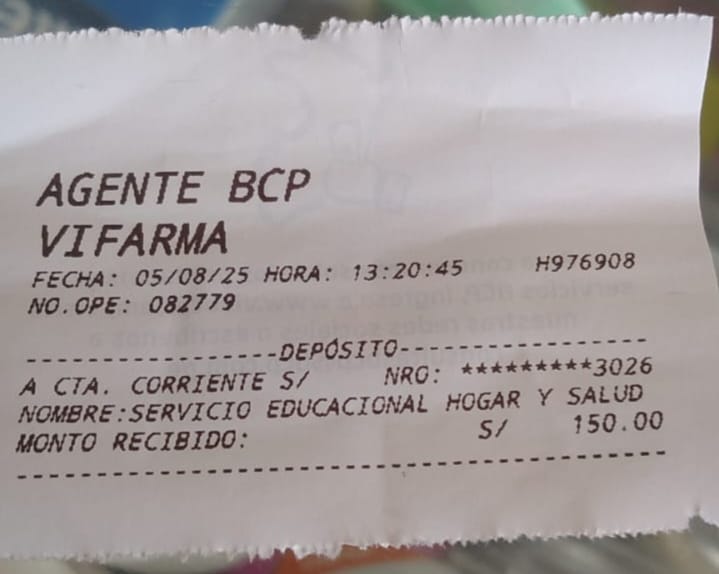 AGENTE BCP
VIFARMA
FECHA: 05/08/25 HORA: 13:20:45 H976908
NO.OPE: 082779
------------------DEPÓSITO------------------
A CTA. CORRIENTE S/ NRO: *********3026
NOMBRE:SERVICIO EDUCACIONAL HOGAR Y SALUD
MONTO RECIBIDO: S/ 150.00
--------------------------------------------